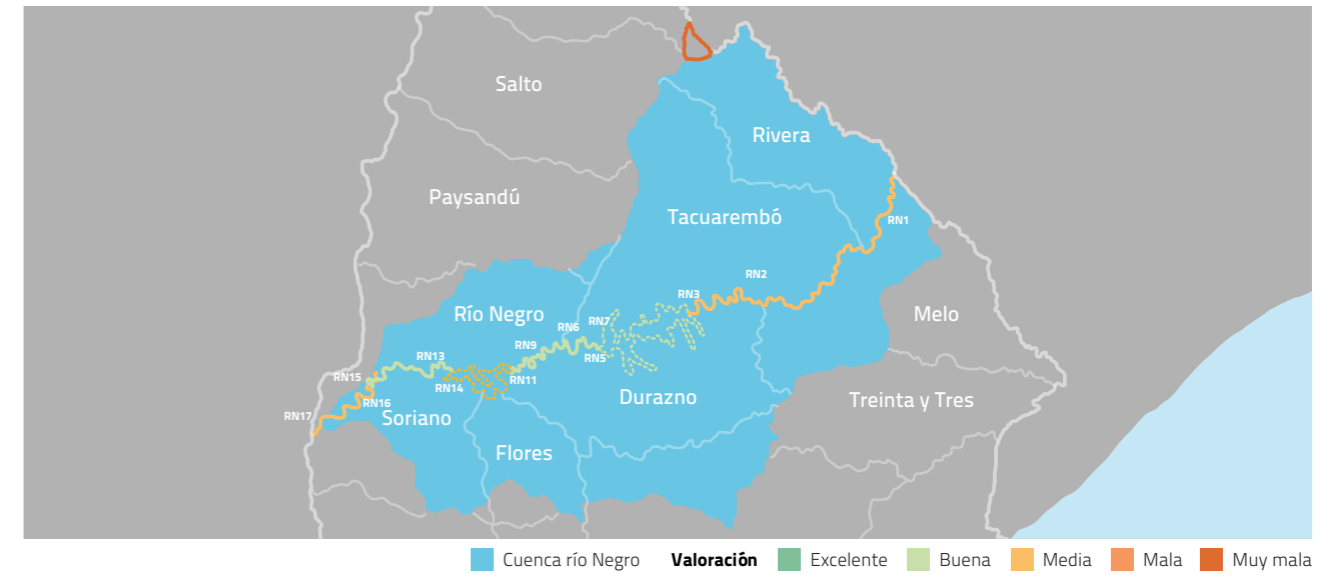 Salto
Rivera
Paysandú
Tacuarembó
RN1
RN2
RN3
Río Negro
RN7
RN6
Melo
RN9
RN5
RN13
RN15
RN14
RN11
Durazno
Treinta y Tres
RN16
RN17
Soriano
Flores
Cuenca río Negro Valoración Excelente Buena Media Mala Muy mala